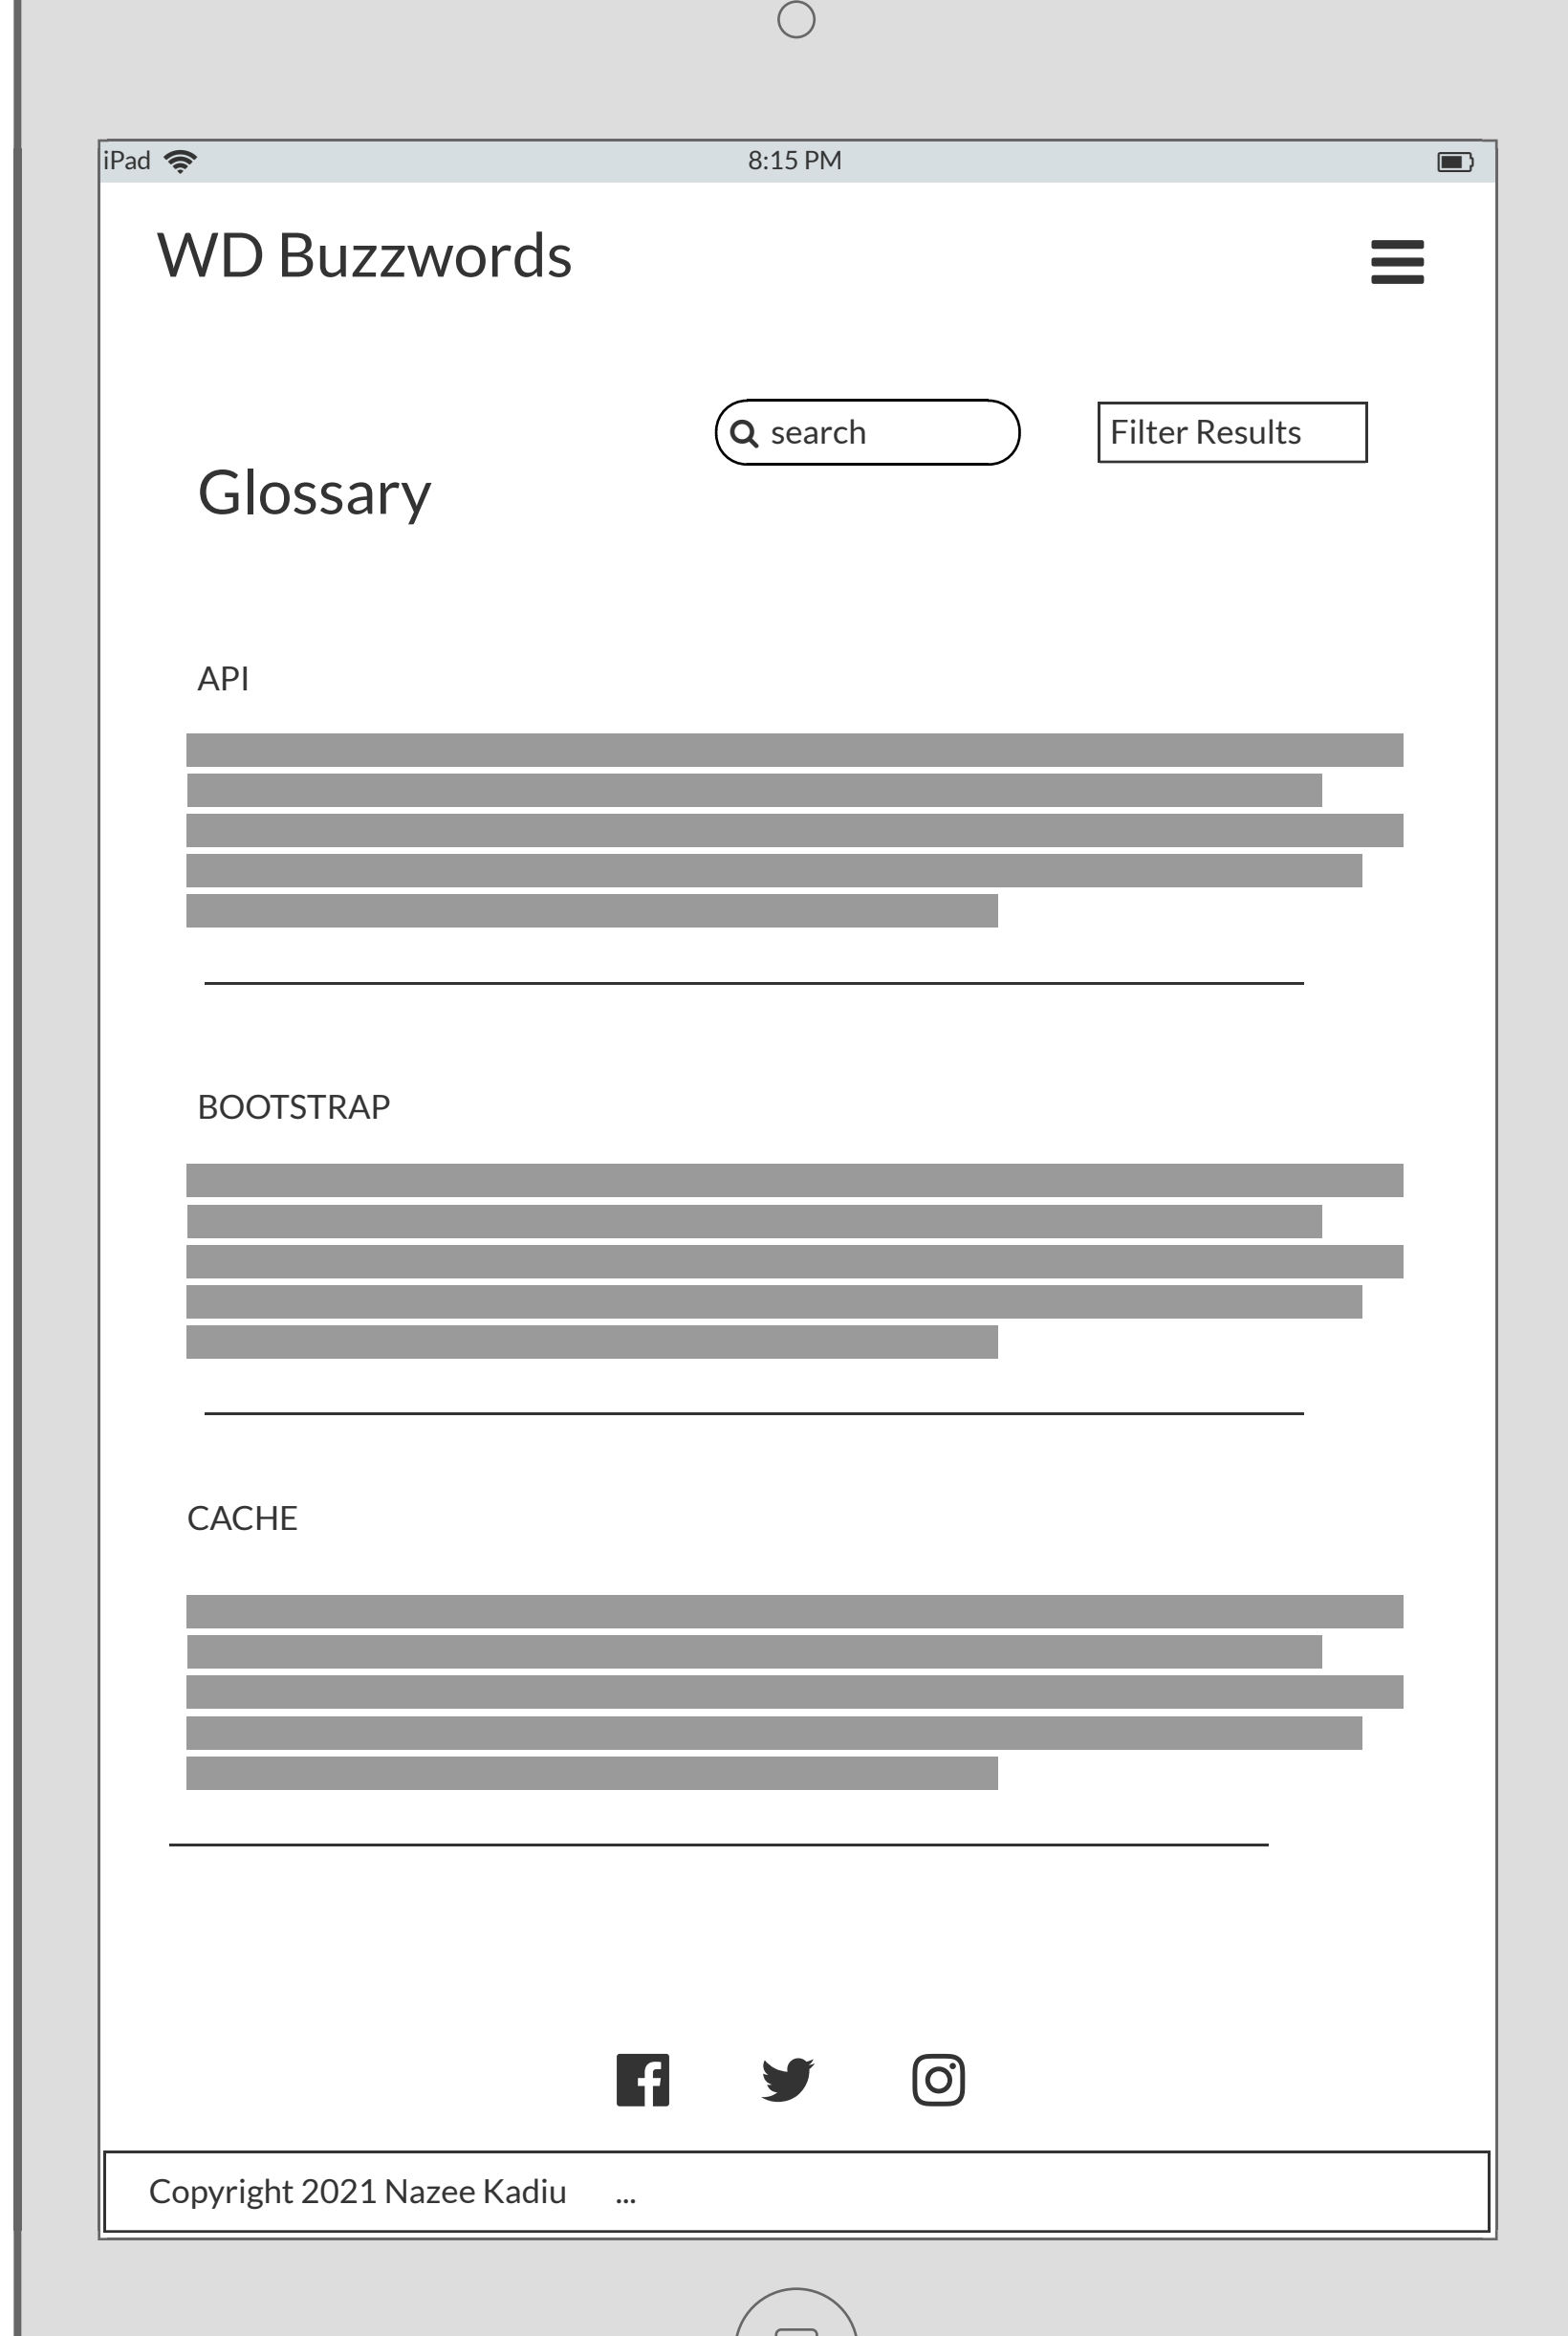 iPad 8:15 PM
WD Buzzwords
search Filter Results
Glossary
API
BOOTSTRAP
CACHE
Copyright 2021 Nazee Kadiu ...